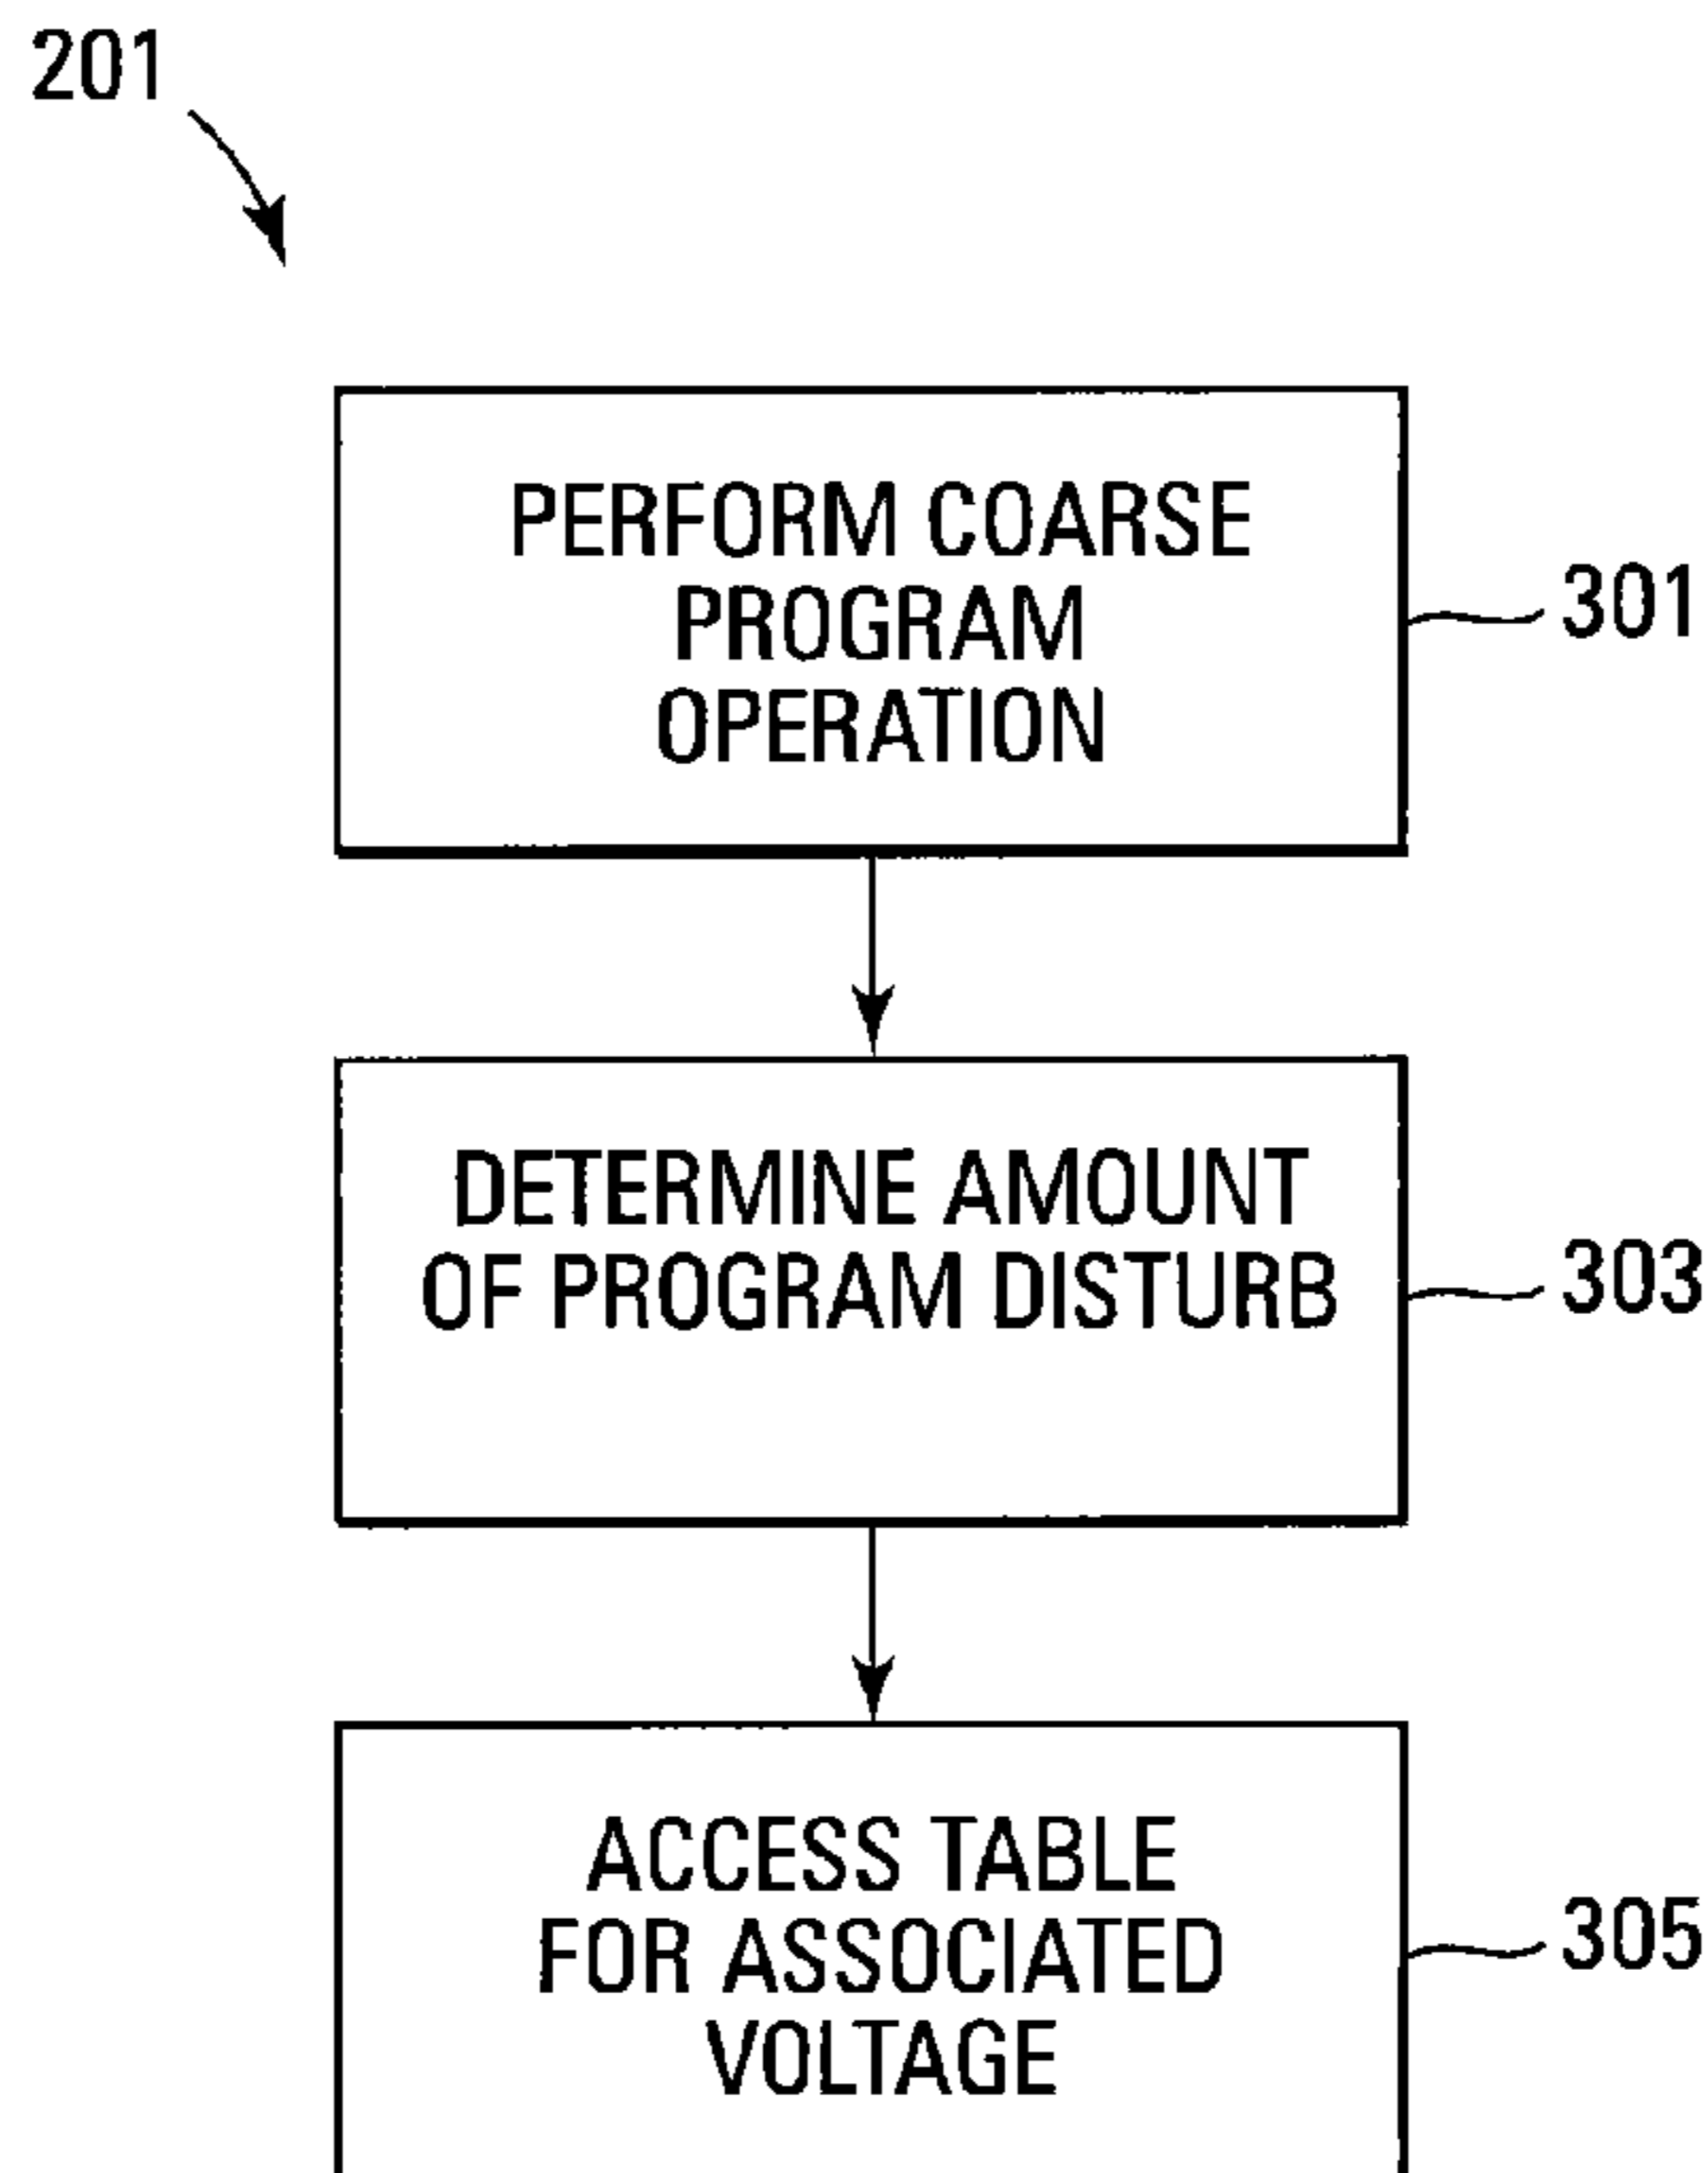 201
PERFORM COARSE
PROGRAM
OPERATION
301
DETERMINE AMOUNT
OF PROGRAM DISTURB
303
ACCESS TABLE
FOR ASSOCIATED
VOLTAGE
305